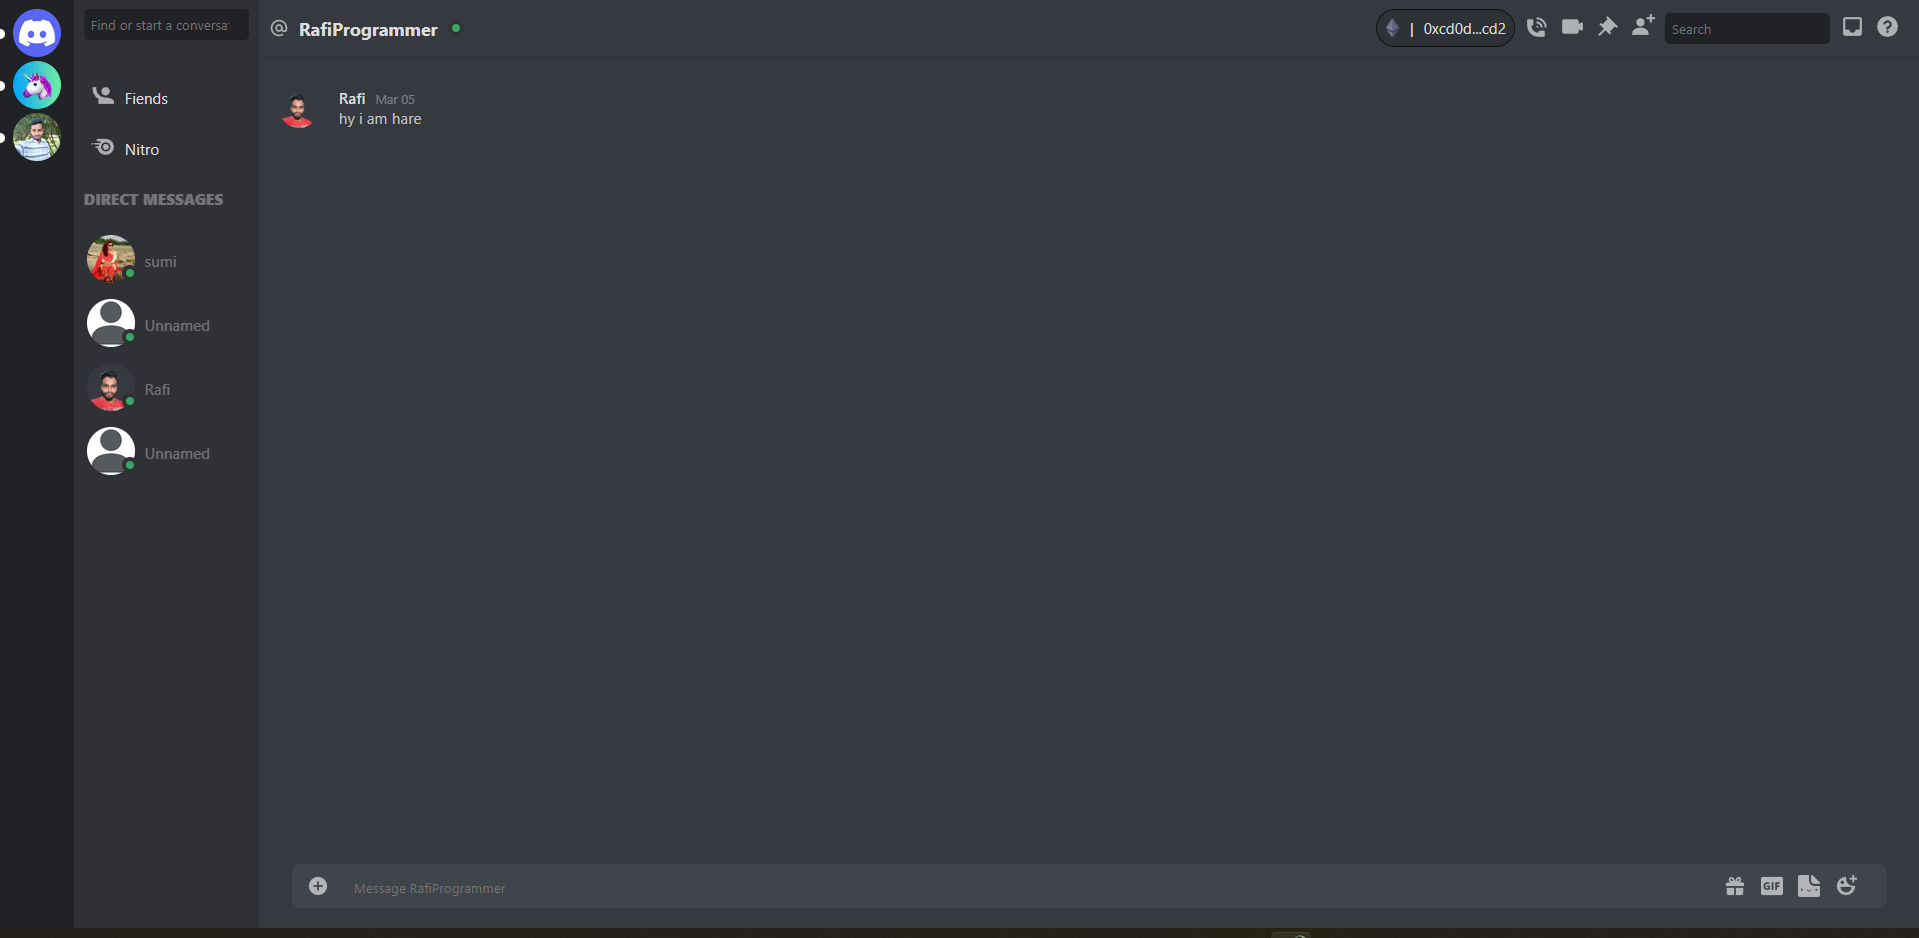 Find or start a conversa
Fiends
Nitro
DIRECT MESSAGES
sumi
Unnamed
Rafi
Unnamed
@ RafiProgrammer
| 0xcd0d...cd2
Search
Rafi Mar 05
hy i am hare
Message RafiProgrammer
GIF